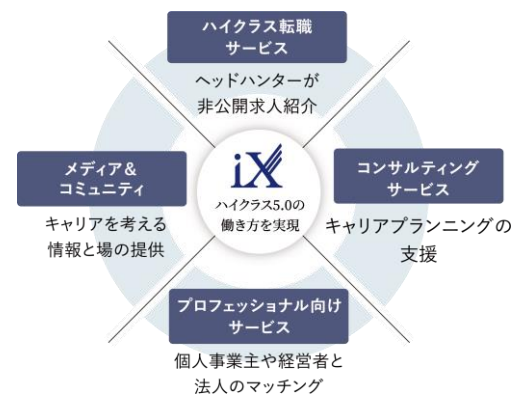 ハイクラス転職
サービス
ヘッドハンターが
非公開求人紹介
メディア＆
コミュニティ
キャリアを考える
情報と場の提供
iX
ハイクラス5.0の
働き方を実現
コンサルティング
サービス
キャリアプランニングの
支援
プロフェッショナル向け
サービス
個人事業主や経営者と
法人のマッチング